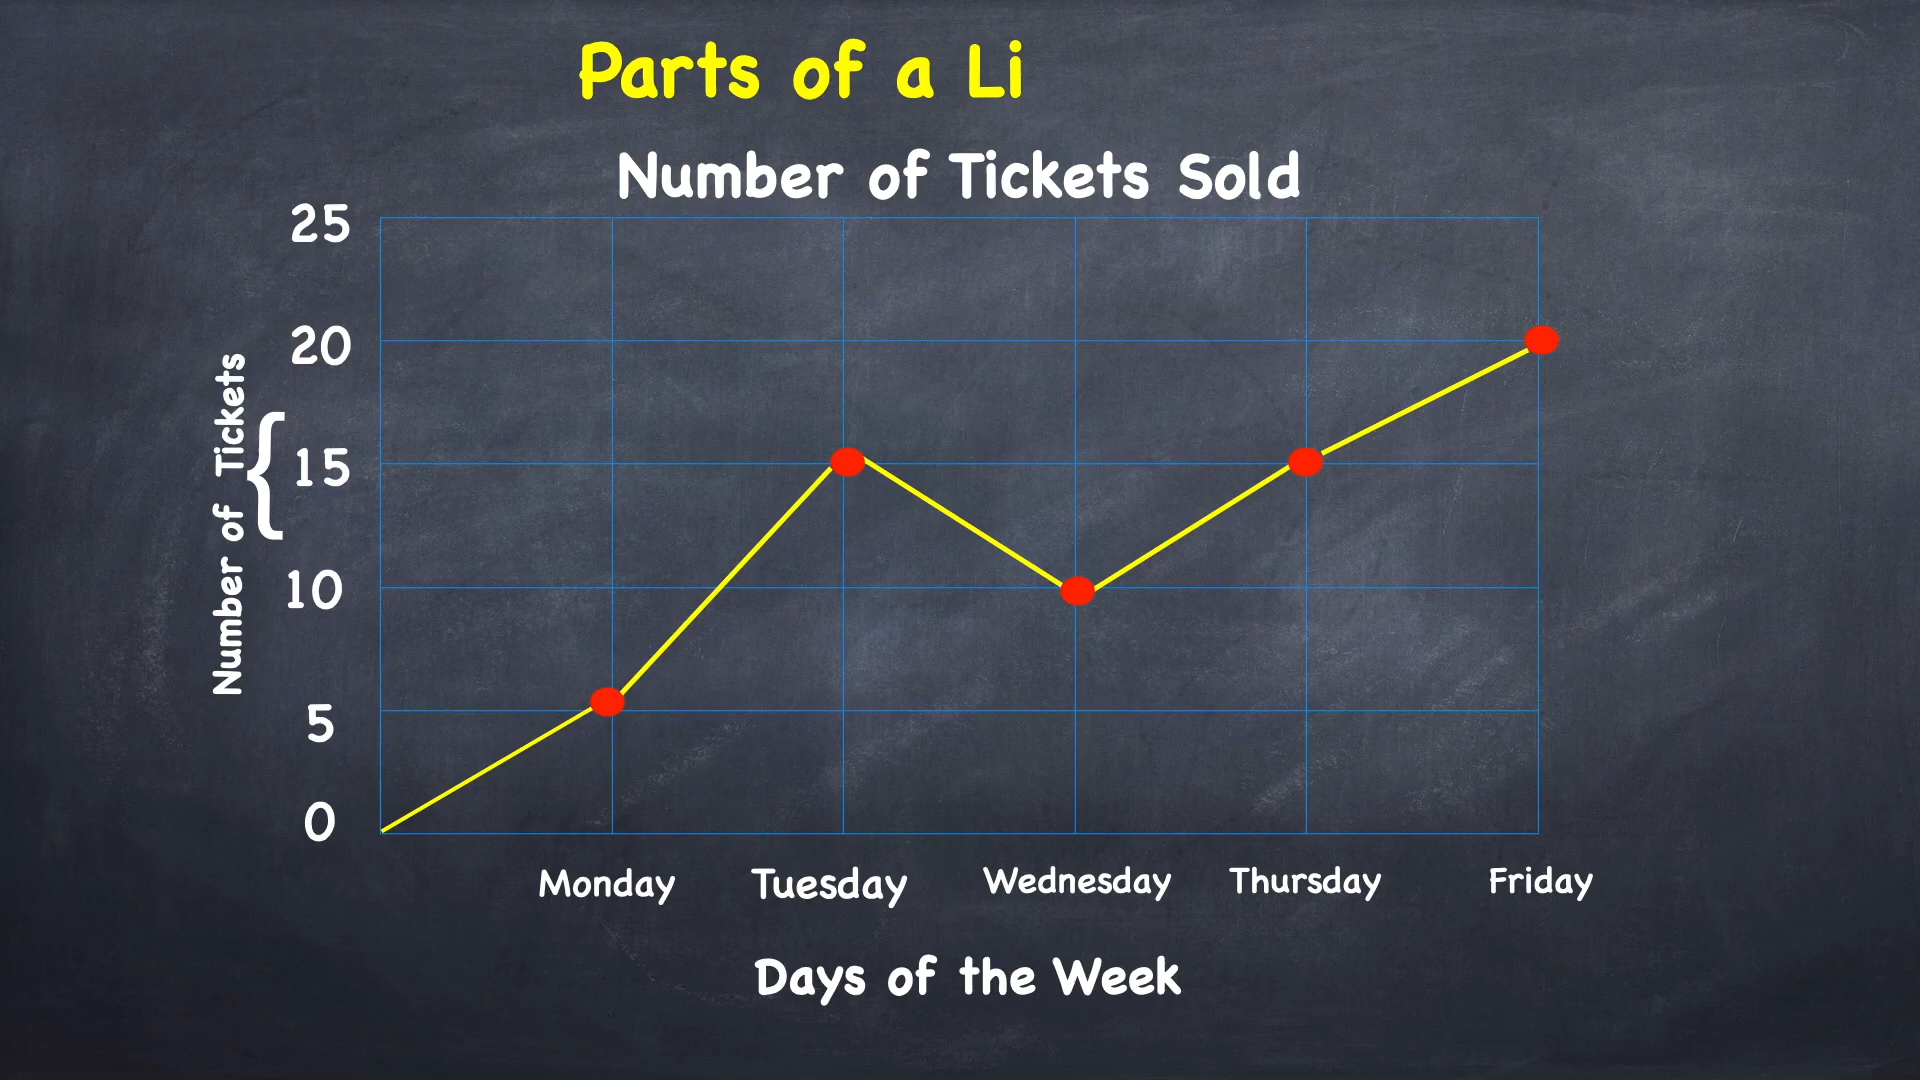 Parts of a Li
Number of Tickets Sold
25
20
15
10
5
0
Number of Tickets
{
Monday Tuesday Wednesday Thursday Friday
Days of the Week